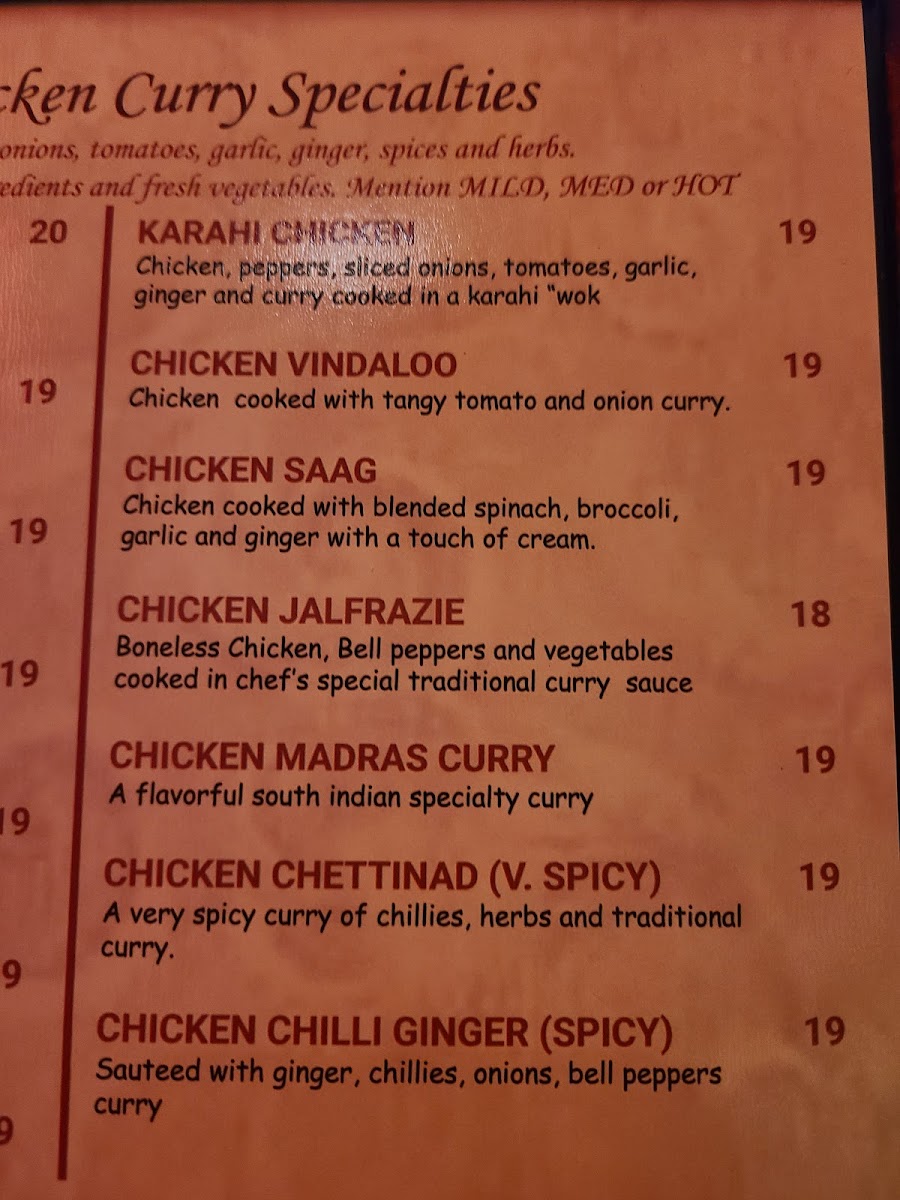 cken Curry Specialties
onions, tomatoes, garlic, ginger, spices and herbs.
edients and fresh vegetables. Mention MILD, MED or HOT
20
19
19
19
19
9
9
KARAHI CHICKEN 19
Chicken, peppers, sliced onions, tomatoes, garlic,
ginger and curry cooked in a karahi "wok
CHICKEN VINDALOO 19
Chicken cooked with tangy tomato and onion curry.
CHICKEN SAAG 19
Chicken cooked with blended spinach, broccoli,
garlic and ginger with a touch of cream.
CHICKEN JALFRAZIE 18
Boneless Chicken, Bell peppers and vegetables
cooked in chef's special traditional curry sauce
CHICKEN MADRAS CURRY 19
A flavorful south indian specialty curry
CHICKEN CHETTINAD (V. SPICY) 19
A very spicy curry of chillies, herbs and traditional
curry.
CHICKEN CHILLI GINGER (SPICY) 19
Sauteed with ginger, chillies, onions, bell peppers
curry